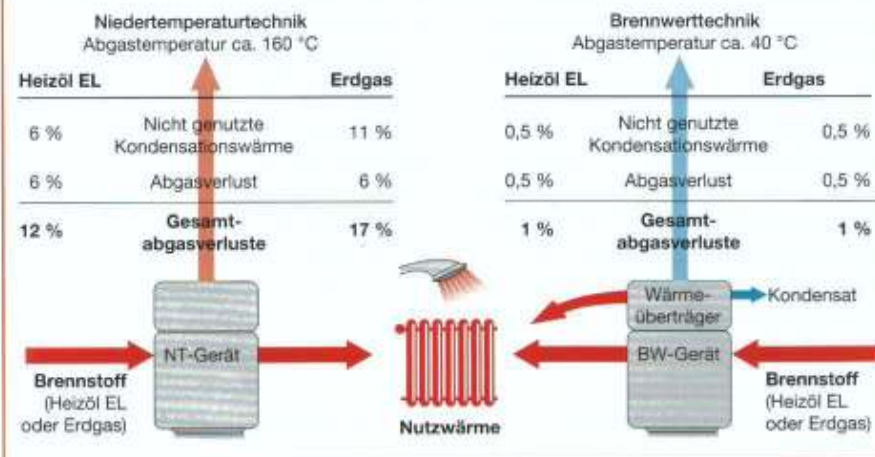 Niedertemperaturtechnik
Abgastemperatur ca. 160 °C
Heizöl EL Erdgas
6 % Nicht genutzte Kondensationswärme 11 %
6 % Abgasverlust 6 %
12 % Gesamt-
abgasverluste 17 %
NT-Gerät
Brennstoff
(Heizöl EL
oder Erdgas)
Nutzwärme
Brennwerttechnik
Abgastemperatur ca. 40 °C
Heizöl EL Erdgas
0,5 % Nicht genutzte Kondensationswärme 0,5 %
0,5 % Abgasverlust 0,5 %
1 % Gesamt-
abgasverluste 1 %
Wärme-
überträger
Kondensat
BW-Gerät
Brennstoff
(Heizöl EL
oder Erdgas)